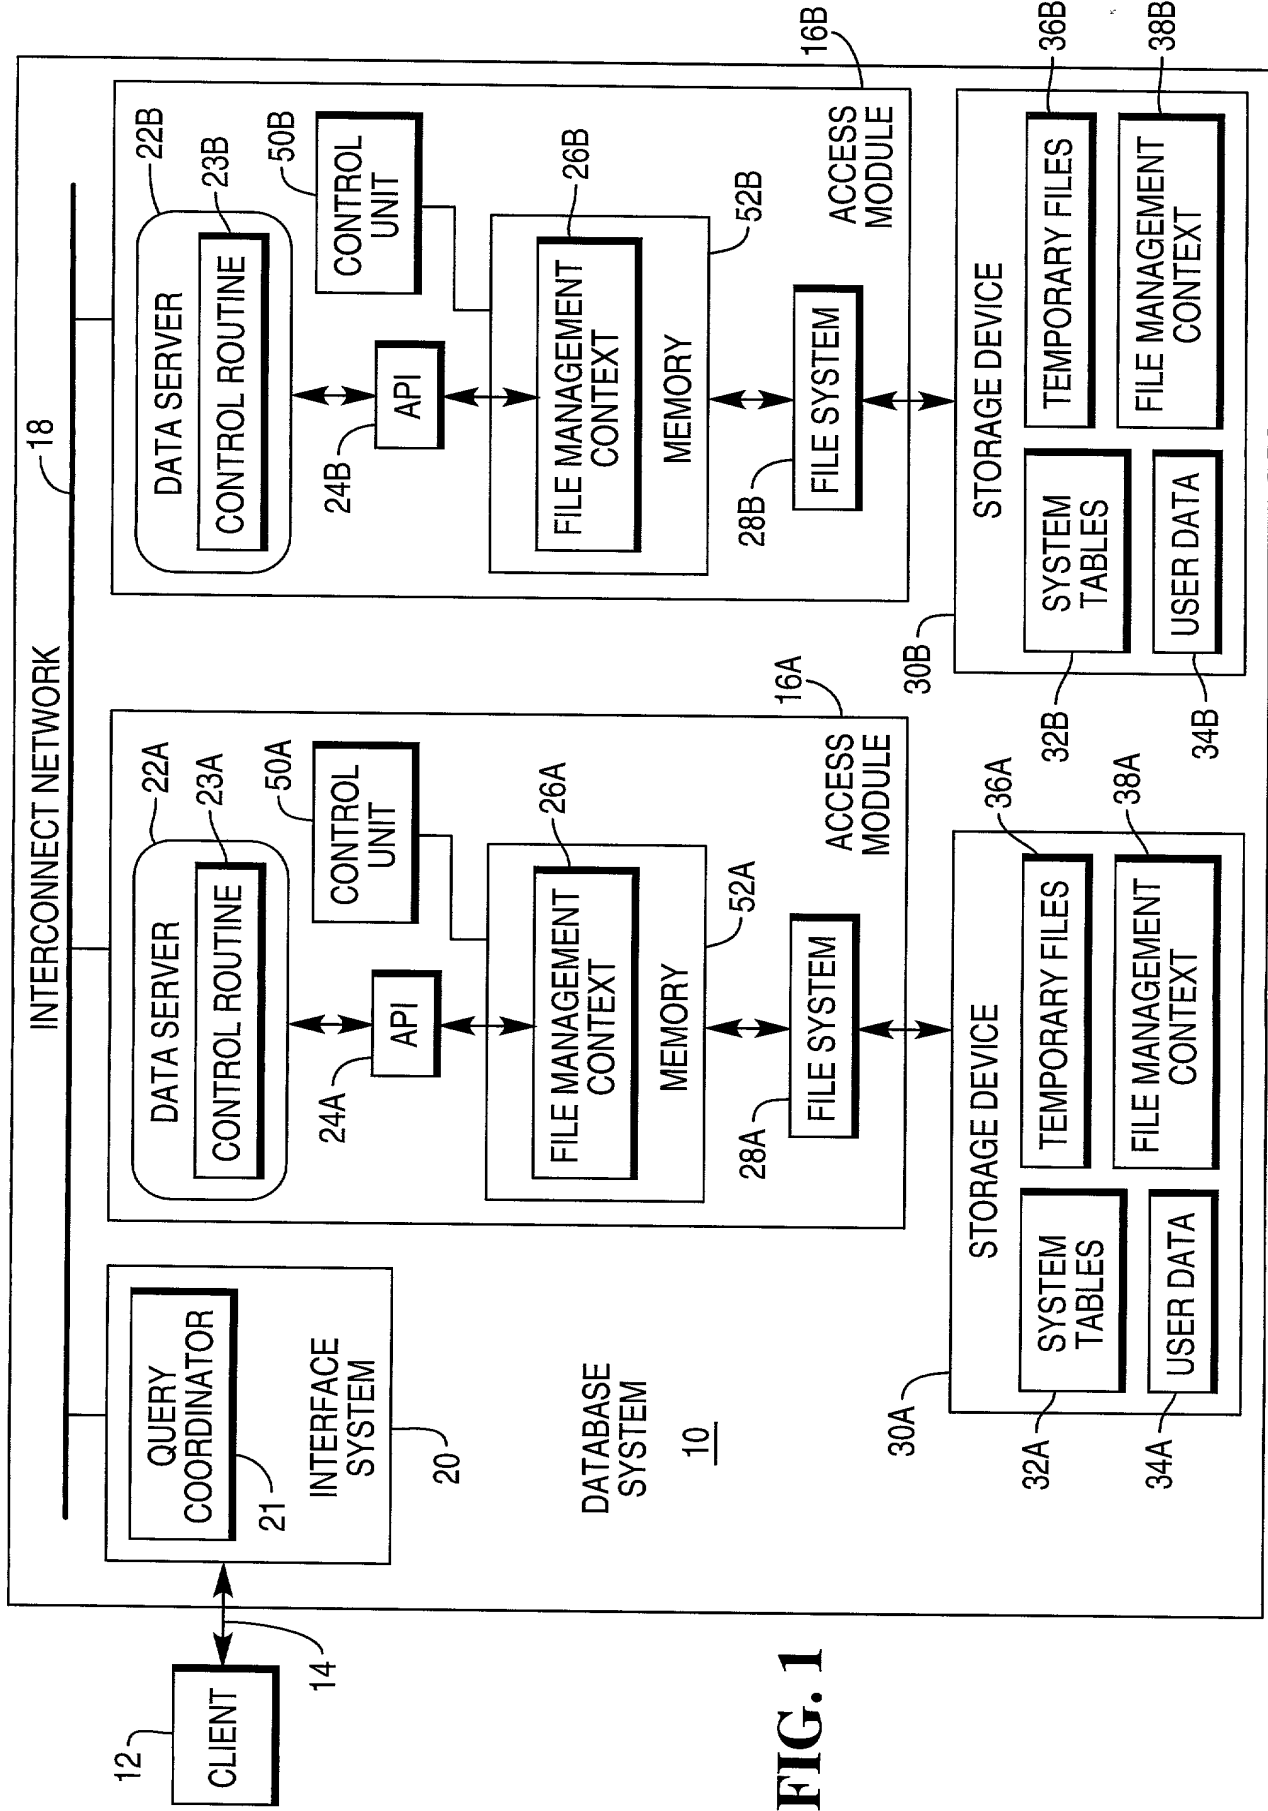 INTERCONNECT NETWORK
18
12
CLIENT
14
QUERY
COORDINATOR
21
INTERFACE
SYSTEM
20
DATABASE
SYSTEM
10
22A
DATA SERVER
23A
CONTROL ROUTINE
50A
CONTROL
UNIT
24A
API
26A
FILE MANAGEMENT
CONTEXT
MEMORY
52A
28A
FILE SYSTEM
ACCESS
MODULE
16A
30A
STORAGE DEVICE
32A
SYSTEM
TABLES
36A
TEMPORARY FILES
34A
USER DATA
38A
FILE MANAGEMENT
CONTEXT
22B
DATA SERVER
23B
CONTROL ROUTINE
50B
CONTROL
UNIT
24B
API
26B
FILE MANAGEMENT
CONTEXT
MEMORY
52B
28B
FILE SYSTEM
ACCESS
MODULE
16B
30B
STORAGE DEVICE
32B
SYSTEM
TABLES
36B
TEMPORARY FILES
34B
USER DATA
38B
FILE MANAGEMENT
CONTEXT
FIG. 1